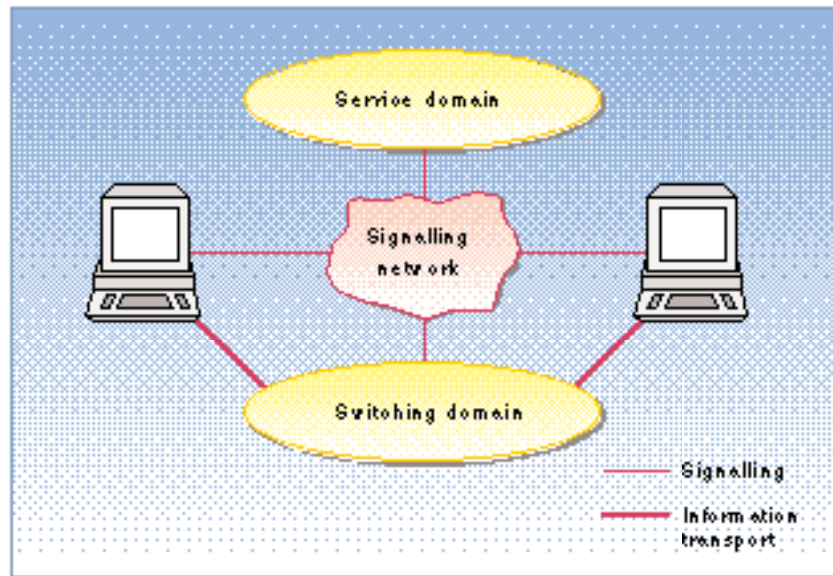 Service domain
Signalling
network
Switching domain
Signalling
Information
transport